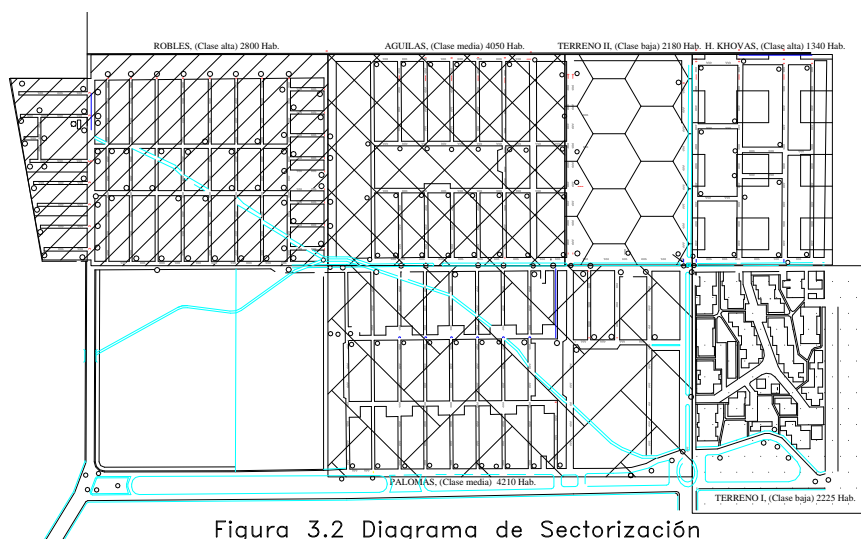 ROBLES, (Clase alta) 2800 Hab.
AGUILAS, (Clase media) 4050 Hab.
TERRENO II, (Clase baja) 2180 Hab.
H. KHOVAS, (Clase alta) 1340 Hab.
PALOMAS, (Clase media) 4210 Hab.
TERRENO I, (Clase baja) 2225 Hab.
Figura 3.2 Diagrama de Sectorización